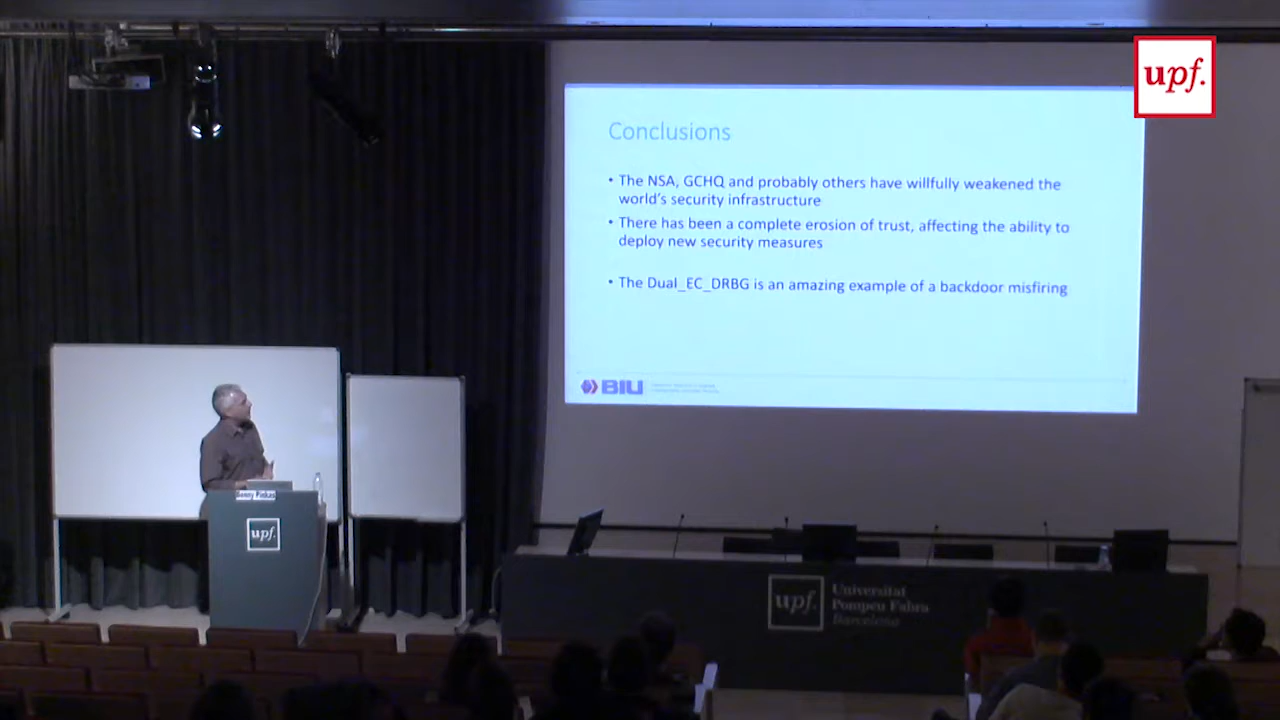 upf.
Conclusions
• The NSA, GCHQ and probably others have willfully weakened the
world's security infrastructure
• There has been a complete erosion of trust, affecting the ability to
deploy new security measures
• The Dual_EC_DRBG is an amazing example of a backdoor misfiring
BIU
Benny Pinkas
upf.
upf.
Universitat
Pompeu Fabra
Barcelona